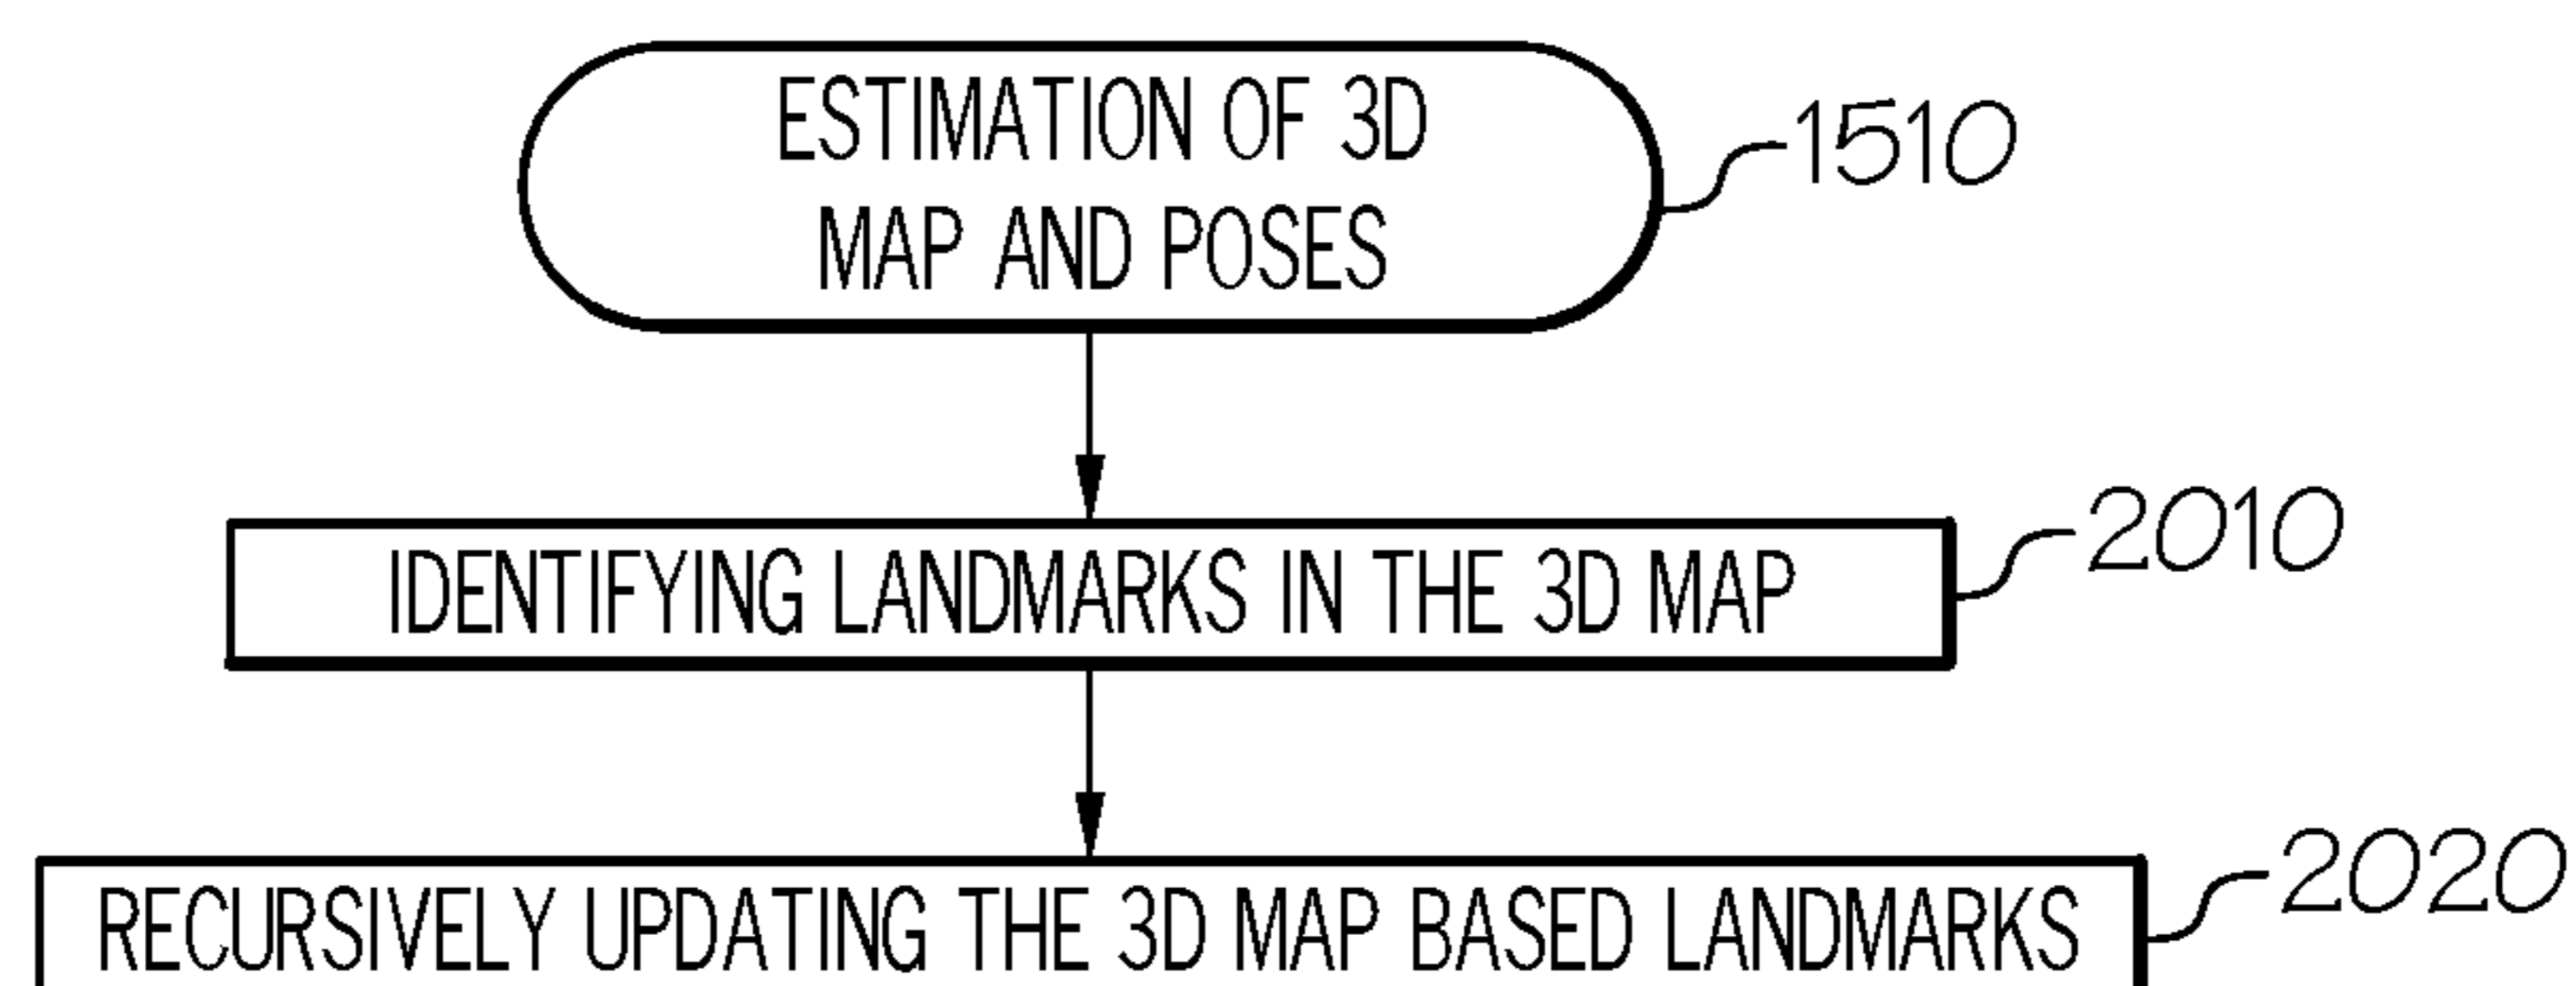 ESTIMATION OF 3D
MAP AND POSES
1510
IDENTIFYING LANDMARKS IN THE 3D MAP
2010
RECURSIVELY UPDATING THE 3D MAP BASED LANDMARKS
2020